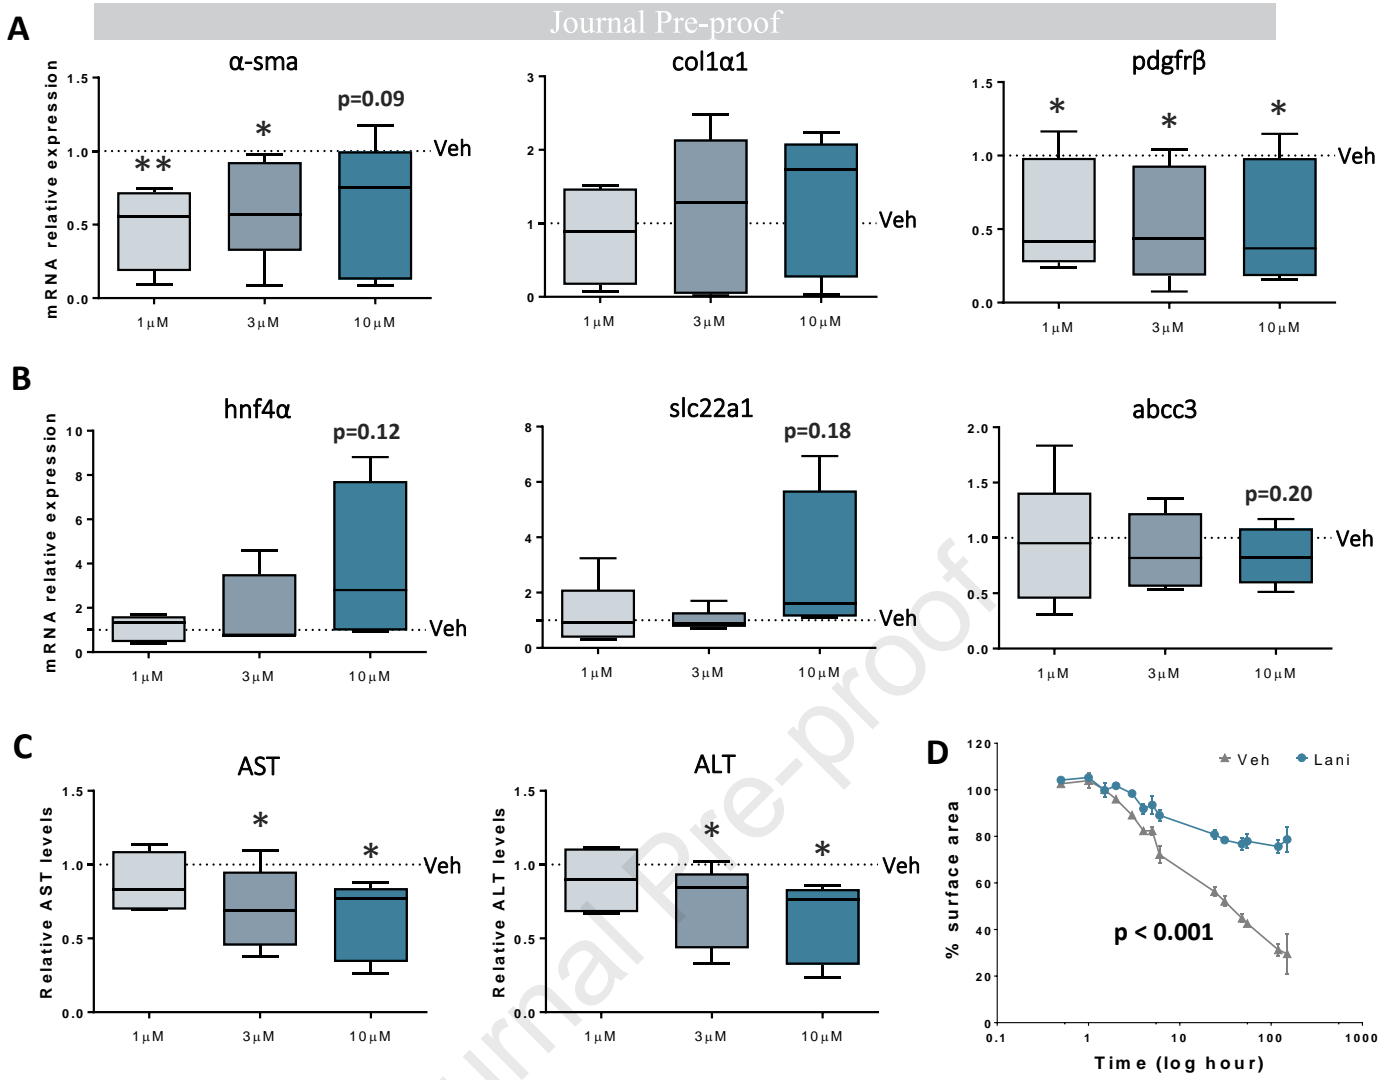 Journal Pre-proof
A
α-sma
col1α1
pdgfrβ
mRNA relative expression
1.5
1.0
0.5
0.0
**
*
p=0.09
Veh
1μM
3μM
10μM
3
2
1
0
Veh
1μM
3μM
10μM
1.5
1.0
0.5
0.0
*
*
*
Veh
1μM
3μM
10μM
B
hnf4α
slc22a1
abcc3
mRNA relative expression
10
8
6
4
2
0
p=0.12
Veh
1μM
3μM
10μM
8
6
4
2
0
p=0.18
Veh
1μM
3μM
10μM
2.0
1.5
1.0
0.5
0.0
p=0.20
Veh
1μM
3μM
10μM
C
AST
ALT
Relative AST levels
1.5
1.0
0.5
0.0
*
*
Veh
1μM
3μM
10μM
Relative ALT levels
1.5
1.0
0.5
0.0
*
*
Veh
1μM
3μM
10μM
D
% surface area
120
100
80
60
40
20
0
Veh
Lani
p < 0.001
0.1
1
10
100
1000
Time (log hour)
urnal Pre-proof